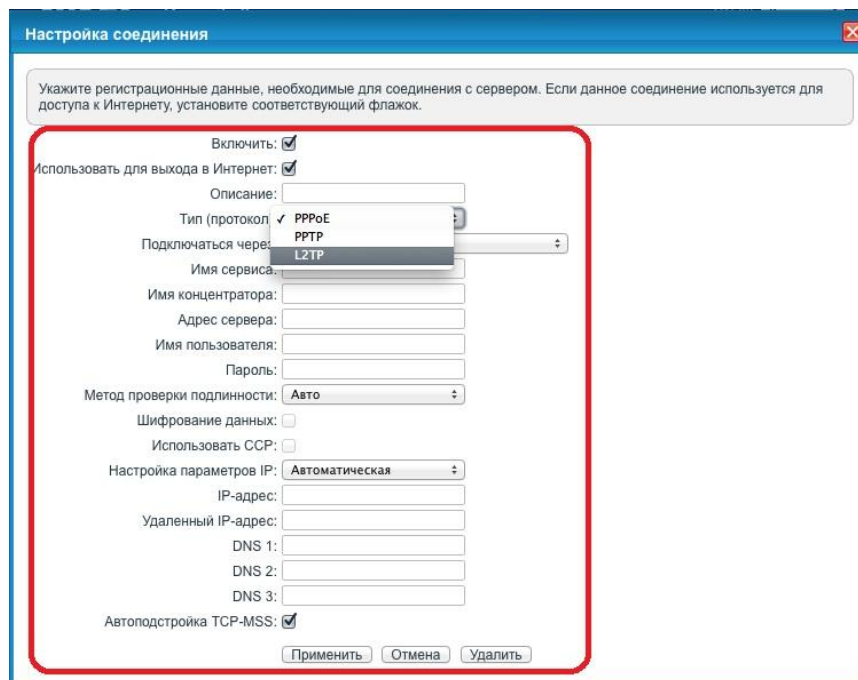 Настройка соединения
Укажите регистрационные данные, необходимые для соединения с сервером. Если данное соединение используется для
доступа к Интернету, установите соответствующий флажок.
Включить:
Использовать для выхода в Интернет:
Описание:
Тип (протокол
PPPoE
PPTP
L2TP
Подключаться через
Имя сервиса:
Имя концентратора:
Адрес сервера:
Имя пользователя:
Пароль:
Метод проверки подлинности: Авто
Шифрование данных:
Использовать CCP:
Настройка параметров IP: Автоматическая
IP-адрес:
Удаленный IP-адрес:
DNS 1:
DNS 2:
DNS 3:
Автоподстройка TCP-MSS:
Применить Отмена Удалить